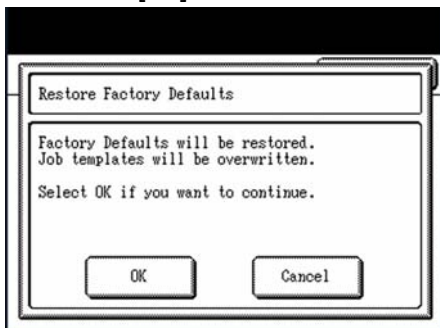 Restore Factory Defaults
Factory Defaults will be restored.
Job templates will be overwritten.
Select OK if you want to continue.
OK
Cancel